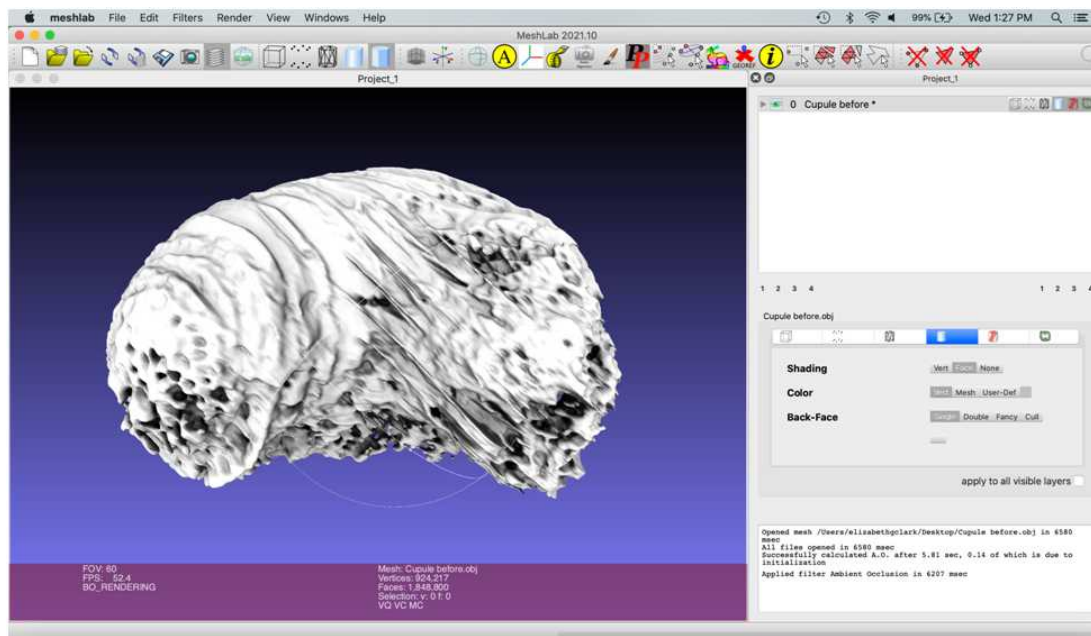 meshlab File Edit Filters Render View Windows Help 99% Wed 1:27 PM
MeshLab 2021.10
A Pp GEOREF i
Project_1
Project_1
0 Cupule before *
1 2 3 4 1 2 3 4
Cupule before.obj
Shading Vert Face None
Color Vert Mesh User-Def
Back-Face Single Double Fancy Cull
apply to all visible layers
Opened mesh /Users/elizabethgclark/Desktop/Cupule before.obj in 6580
msec
All files opened in 6580 msec
Successfully calculated A.O. after 5.81 sec, 0.14 of which is due to
initialization
Applied filter Ambient Occlusion in 6207 msec
FOV: 60
FPS: 52.4
BO_RENDERING
Mesh: Cupule before.obj
Vertices: 924,217
Faces: 1,848,800
Selection: v: 0 f: 0
VQ VC MC